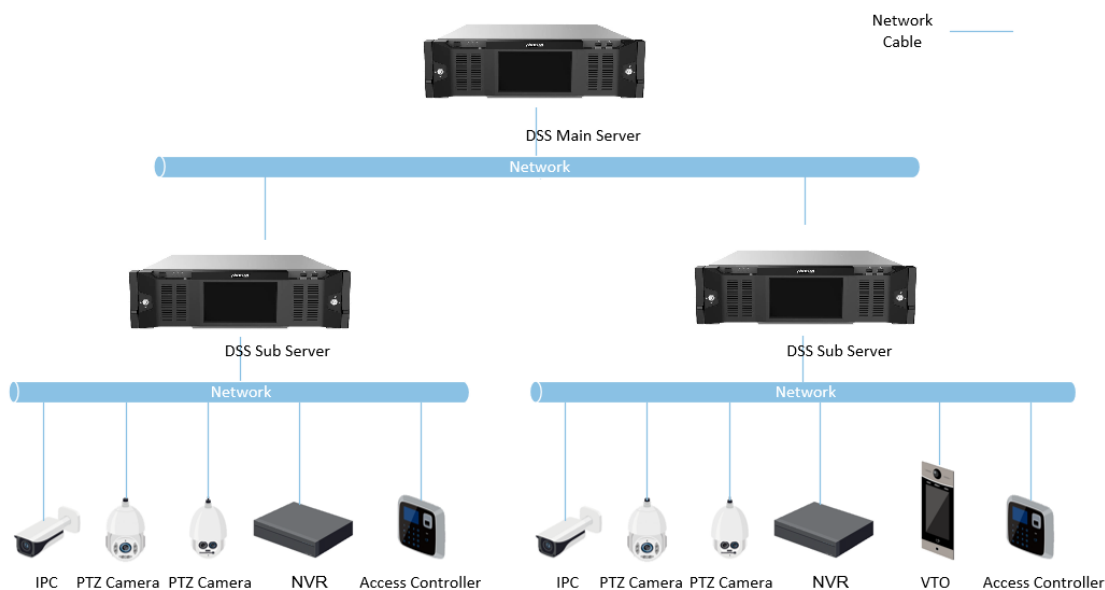 Network
Cable
DSS Main Server
Network
DSS Sub Server
DSS Sub Server
Network
Network
IPC
PTZ Camera
PTZ Camera
NVR
Access Controller
IPC
PTZ Camera
PTZ Camera
NVR
VTO
Access Controller